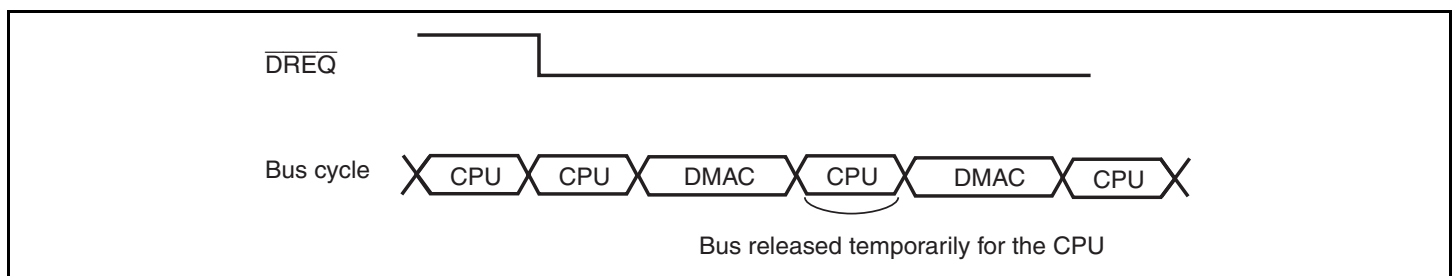 DREQ
Bus cycle CPU CPU DMAC CPU DMAC CPU
Bus released temporarily for the CPU